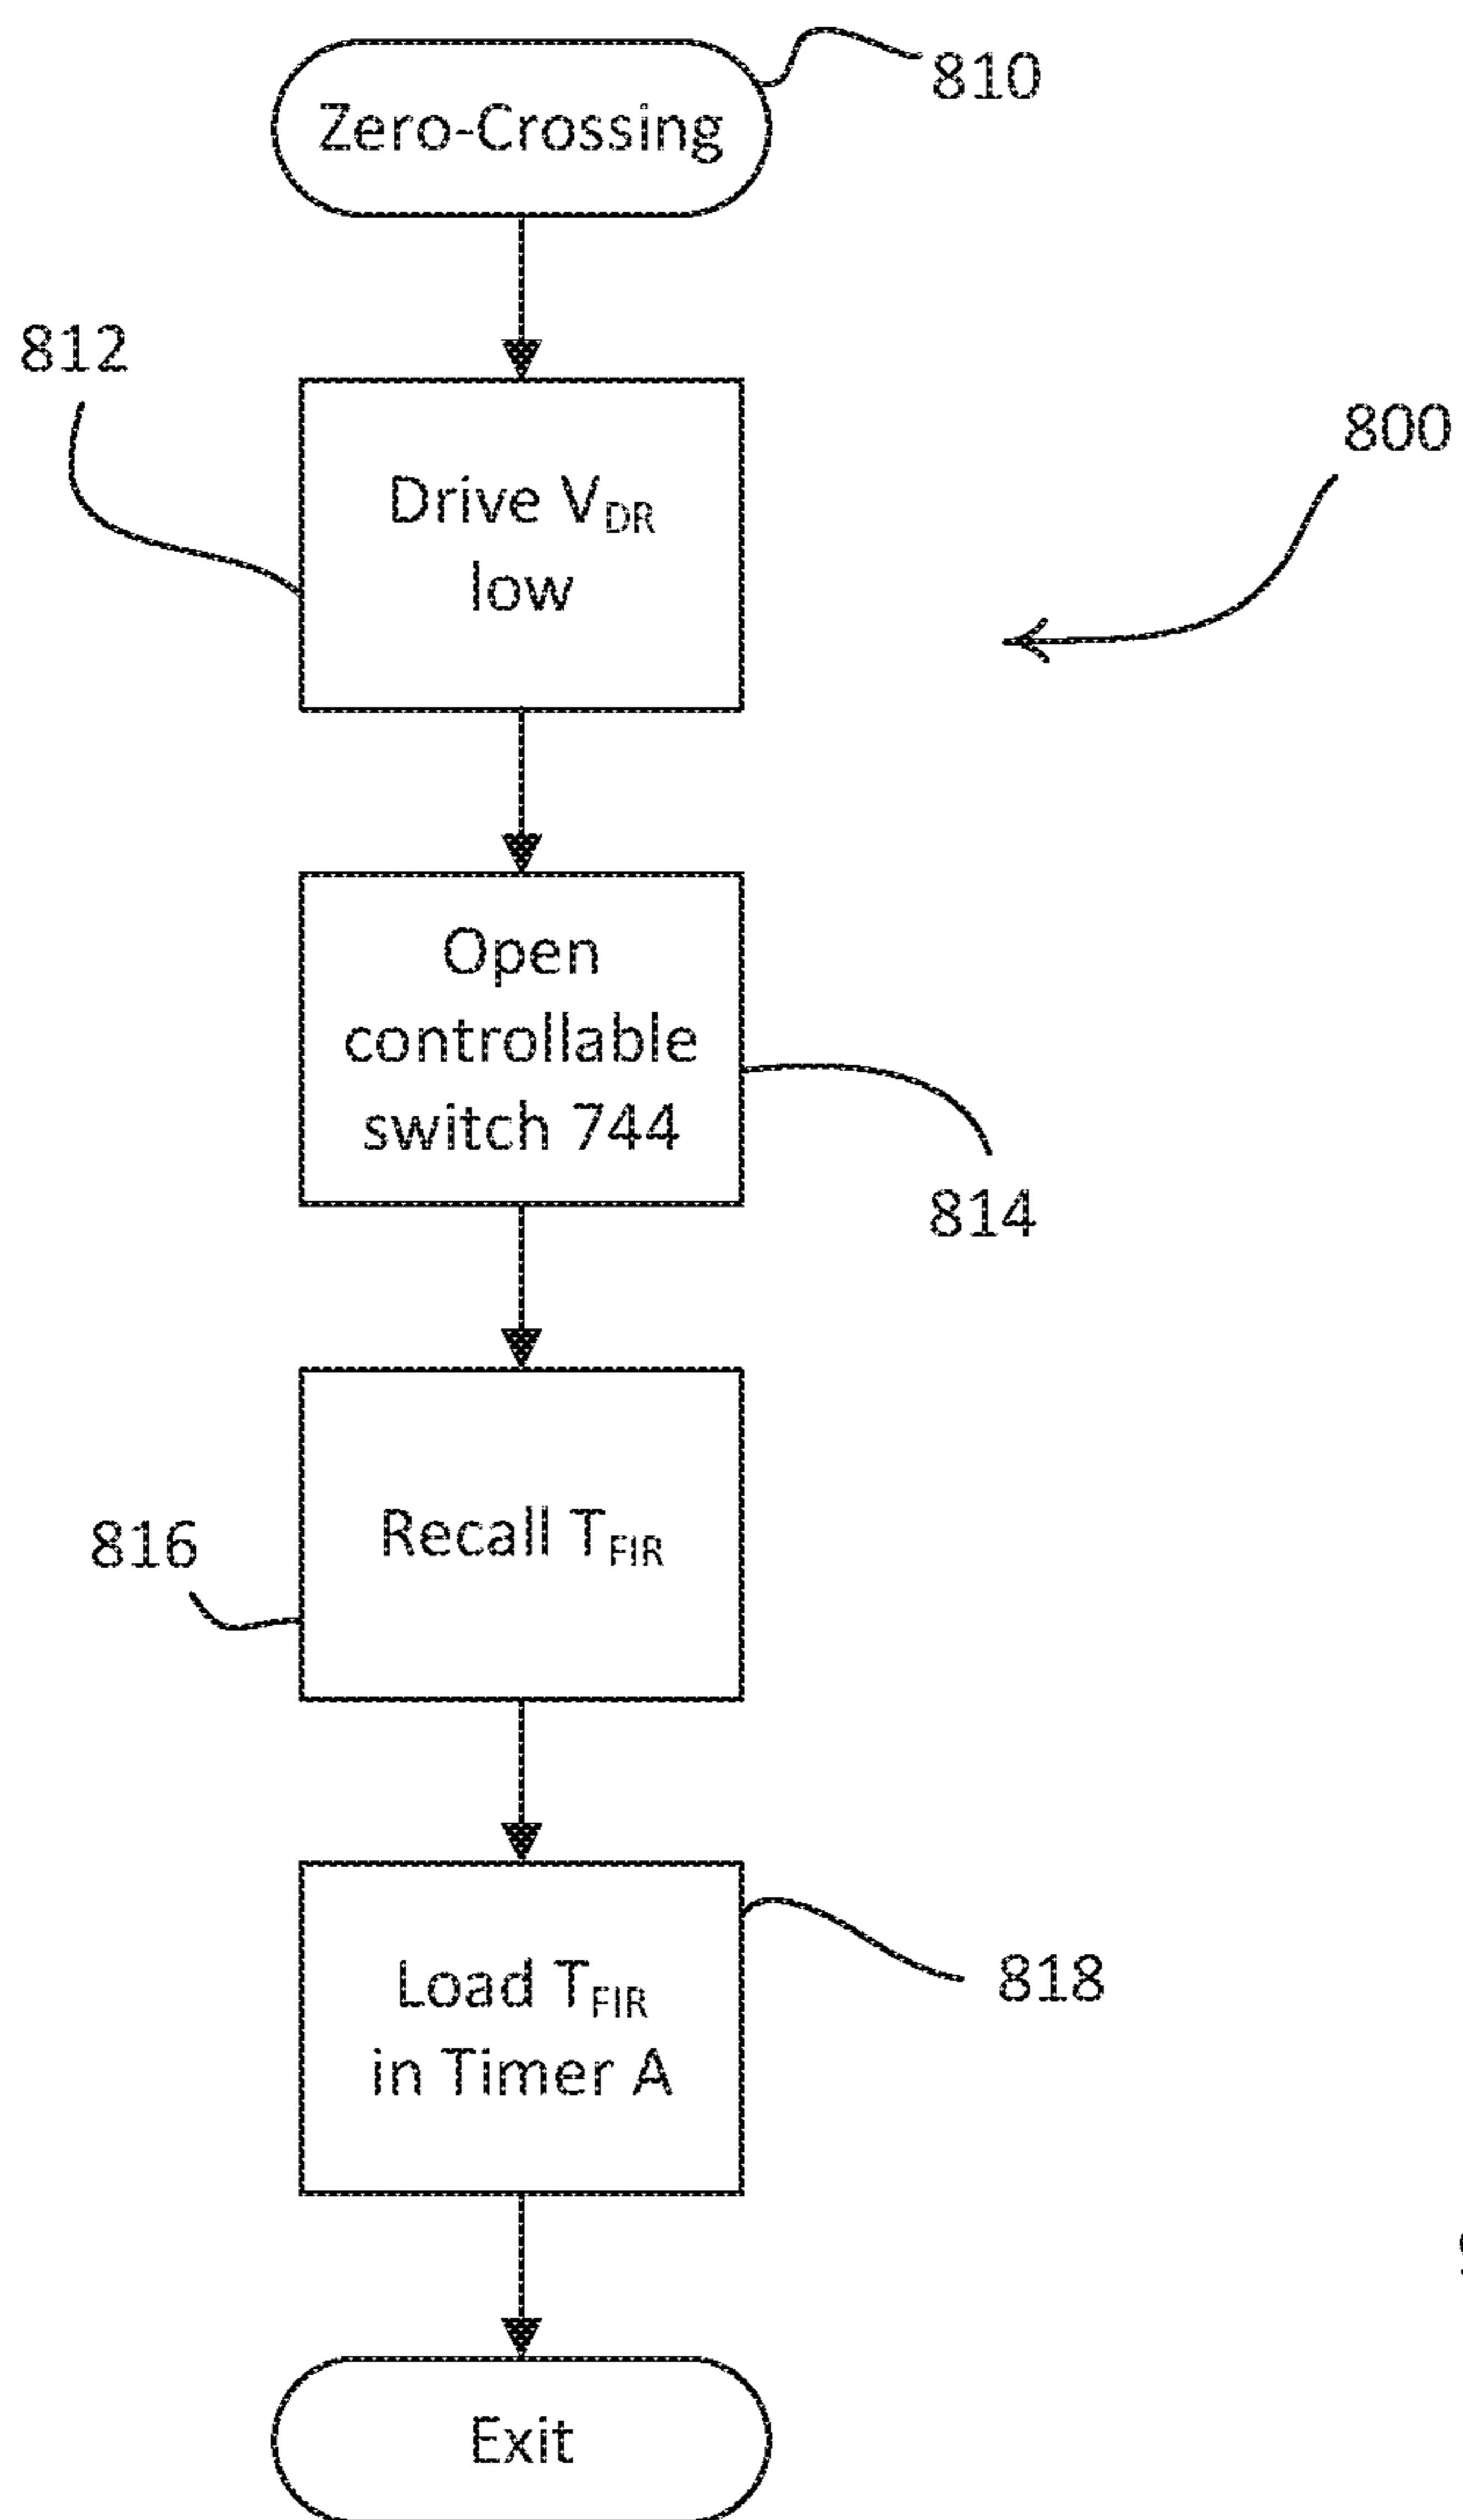 810
Zero-Crossing
812
800
Drive V_DR
low
Open
controllable
switch 744
814
Recall T_FIR
816
Load T_FIR
in Timer A
818
Exit